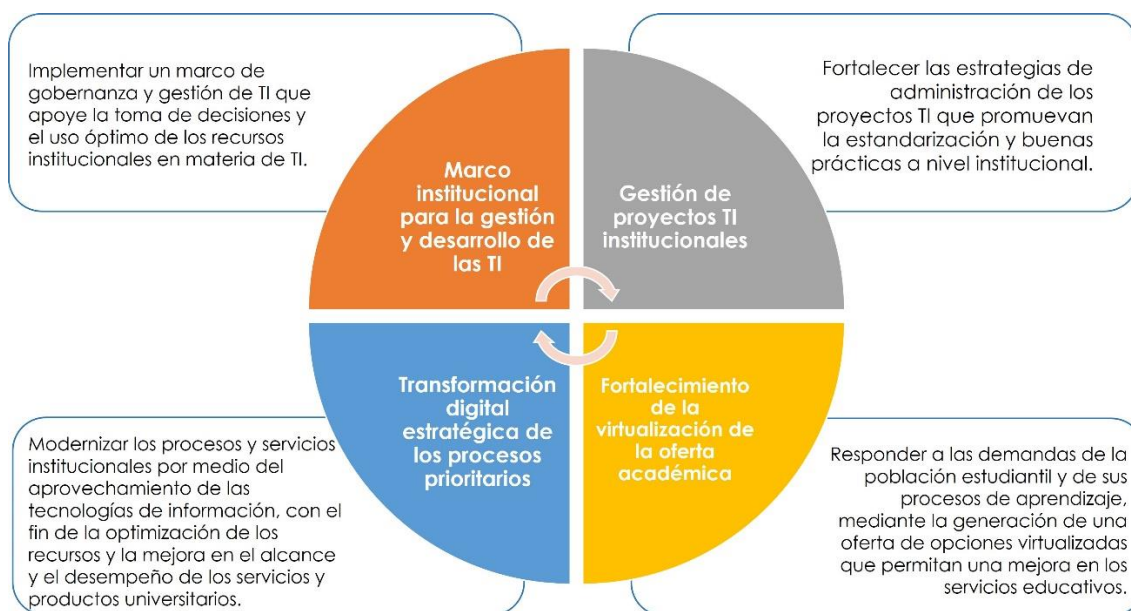 Implementar un marco de
gobernanza y gestión de TI que
apoye la toma de decisiones y
el uso óptimo de los recursos
institucionales en materia de TI.
Marco
institucional
para la gestión
y desarrollo de
las TI
Gestión de
proyectos TI
institucionales
Fortalecer las estrategias de
administración de los
proyectos TI que promuevan
la estandarización y buenas
prácticas a nivel institucional.
Modernizar los procesos y servicios
institucionales por medio del
aprovechamiento de las
tecnologías de información, con el
fin de la optimización de los
recursos y la mejora en el alcance
y el desempeño de los servicios y
productos universitarios.
Transformación
digital
estratégica de
los procesos
prioritarios
Fortalecimiento
de la
virtualización de
la oferta
académica
Responder a las demandas de la
población estudiantil y de sus
procesos de aprendizaje,
mediante la generación de una
oferta de opciones virtualizadas
que permitan una mejora en los
servicios educativos.